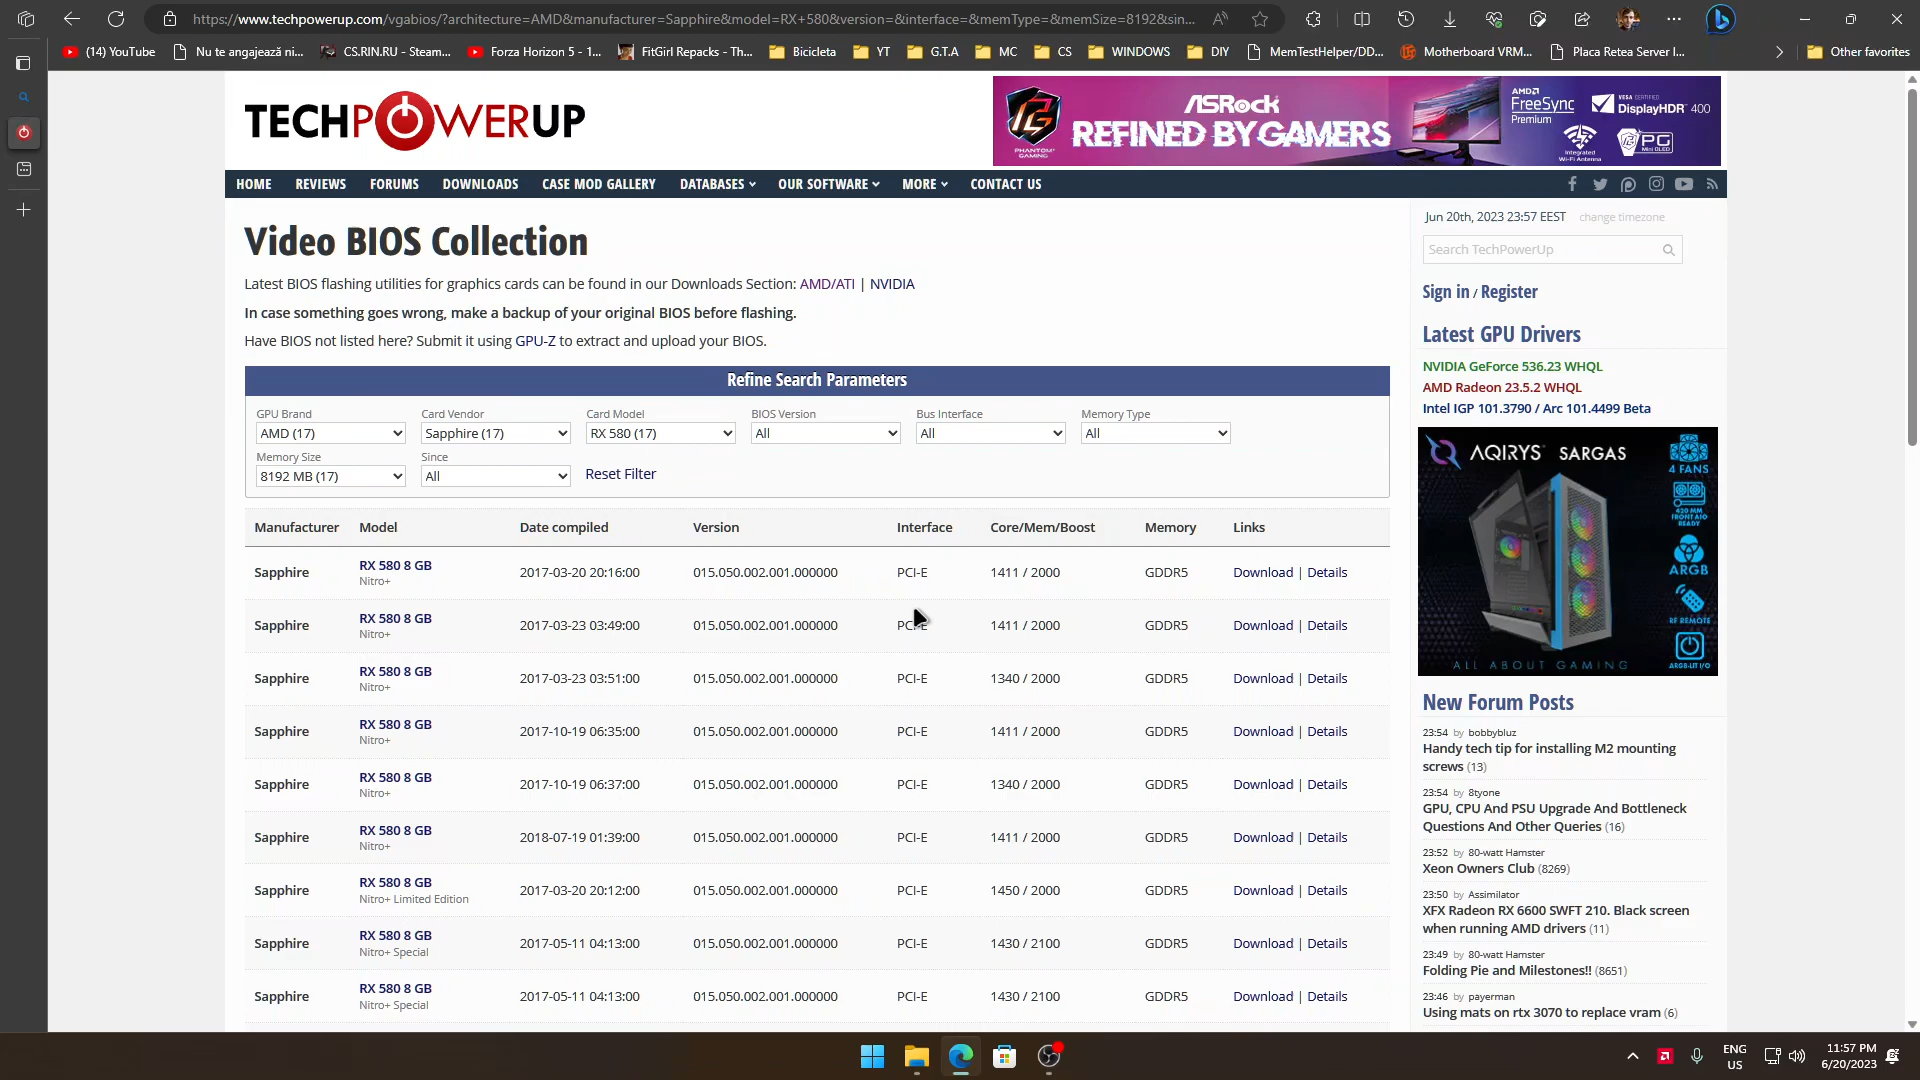 https://www.techpowerup.com/vgabios/?architecture=AMD&manufacturer=Sapphire&model=RX+580&version=&interface=&memType=&memSize=8192&sin...
(14) YouTube
Nu te angajează ni...
CS.RIN.RU - Steam...
Forza Horizon 5 - 1...
FitGirl Repacks - Th...
Bicicleta
YT
G.T.A
MC
CS
WINDOWS
DIY
MemTestHelper/DD...
Motherboard VRM...
Placa Retea Server I...
Other favorites
TECHPOWERUP
PHANTOM GAMING
ASRock
REFINED BY GAMERS
AMD
FreeSync
Premium
VESA CERTIFIED
DisplayHDR 400
Integrated
Wi-Fi Antenna
PG
Mini OLED
HOME
REVIEWS
FORUMS
DOWNLOADS
CASE MOD GALLERY
DATABASES
OUR SOFTWARE
MORE
CONTACT US
Video BIOS Collection
Latest BIOS flashing utilities for graphics cards can be found in our Downloads Section: AMD/ATI | NVIDIA
In case something goes wrong, make a backup of your original BIOS before flashing.
Have BIOS not listed here? Submit it using GPU-Z to extract and upload your BIOS.
Refine Search Parameters
GPU Brand Card Vendor Card Model BIOS Version Bus Interface Memory Type
AMD (17) Sapphire (17) RX 580 (17) All All All
Memory Size Since
8192 MB (17) All Reset Filter
Manufacturer Model Date compiled Version Interface Core/Mem/Boost Memory Links
Sapphire RX 580 8 GB 2017-03-20 20:16:00 015.050.002.001.000000 PCI-E 1411 / 2000 GDDR5 Download | Details
Nitro+
Sapphire RX 580 8 GB 2017-03-23 03:49:00 015.050.002.001.000000 PCI-E 1411 / 2000 GDDR5 Download | Details
Nitro+
Sapphire RX 580 8 GB 2017-03-23 03:51:00 015.050.002.001.000000 PCI-E 1340 / 2000 GDDR5 Download | Details
Nitro+
Sapphire RX 580 8 GB 2017-10-19 06:35:00 015.050.002.001.000000 PCI-E 1411 / 2000 GDDR5 Download | Details
Nitro+
Sapphire RX 580 8 GB 2017-10-19 06:37:00 015.050.002.001.000000 PCI-E 1340 / 2000 GDDR5 Download | Details
Nitro+
Sapphire RX 580 8 GB 2018-07-19 01:39:00 015.050.002.001.000000 PCI-E 1411 / 2000 GDDR5 Download | Details
Nitro+
Sapphire RX 580 8 GB 2017-03-20 20:12:00 015.050.002.001.000000 PCI-E 1450 / 2000 GDDR5 Download | Details
Nitro+ Limited Edition
Sapphire RX 580 8 GB 2017-05-11 04:13:00 015.050.002.001.000000 PCI-E 1430 / 2100 GDDR5 Download | Details
Nitro+ Special
Sapphire RX 580 8 GB 2017-05-11 04:13:00 015.050.002.001.000000 PCI-E 1430 / 2100 GDDR5 Download | Details
Nitro+ Special
Jun 20th, 2023 23:57 EEST change timezone
Search TechPowerUp
Sign in / Register
Latest GPU Drivers
NVIDIA GeForce 536.23 WHQL
AMD Radeon 23.5.2 WHQL
Intel IGP 101.3790 / Arc 101.4499 Beta
AQIRYS SARGAS
4 FANS
420 MM
FRONT AIO
READY
ARGB
RF REMOTE
ARGB-LIT I/O
ALL ABOUT GAMING
New Forum Posts
23:54 by bobbybluz
Handy tech tip for installing M2 mounting
screws (13)
23:54 by 8tyone
GPU, CPU And PSU Upgrade And Bottleneck
Questions And Other Queries (16)
23:52 by 80-watt Hamster
Xeon Owners Club (8269)
23:50 by Assimilator
XFX Radeon RX 6600 SWFT 210. Black screen
when running AMD drivers (11)
23:49 by 80-watt Hamster
Folding Pie and Milestones!! (8651)
23:46 by payerman
Using mats on rtx 3070 to replace vram (6)
ENG
US
11:57 PM
6/20/2023